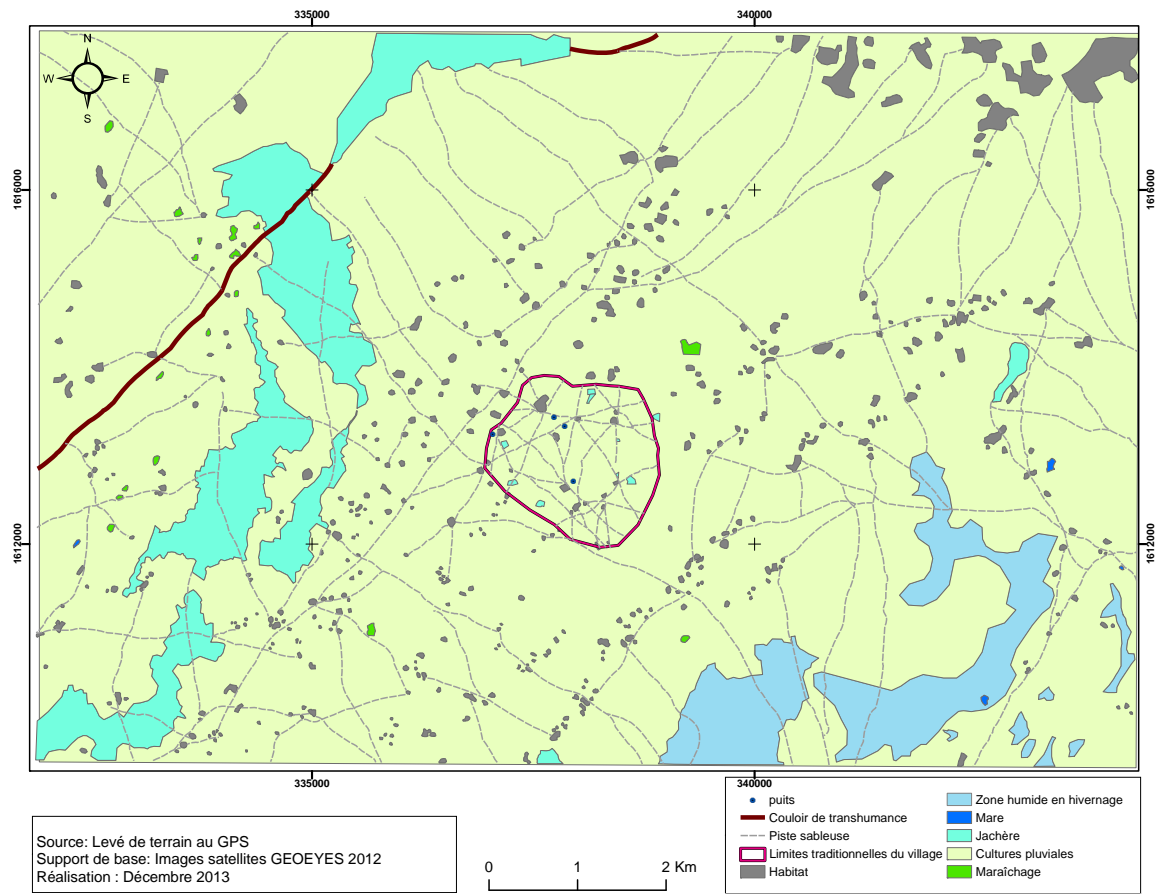 335000
340000
N
W
E
S
1616000
1616000
1612000
1612000
335000
340000
Source: Levé de terrain au GPS
Support de base: Images satellites GEOEYES 2012
Réalisation : Décembre 2013
0 1 2 Km
puits
Couloir de transhumance
Piste sableuse
Limites traditionnelles du village
Habitat
Zone humide en hivernage
Mare
Jachère
Cultures pluviales
Maraîchage